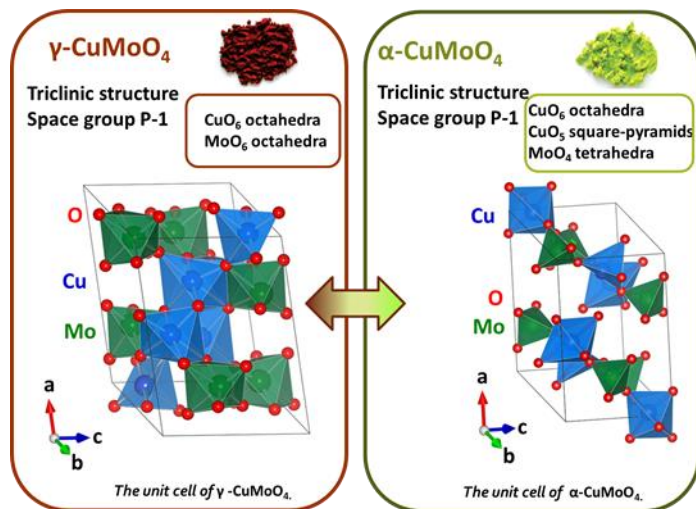 γ-CuMoO₄
Triclinic structure
Space group P-1
CuO₆ octahedra
MoO₆ octahedra
O
Cu
Mo
a
c
b
The unit cell of γ -CuMoO₄.
α-CuMoO₄
Triclinic structure
Space group P-1
CuO₆ octahedra
CuO₅ square-pyramids
MoO₄ tetrahedra
Cu
O
Mo
a
c
b
The unit cell of α-CuMoO₄.